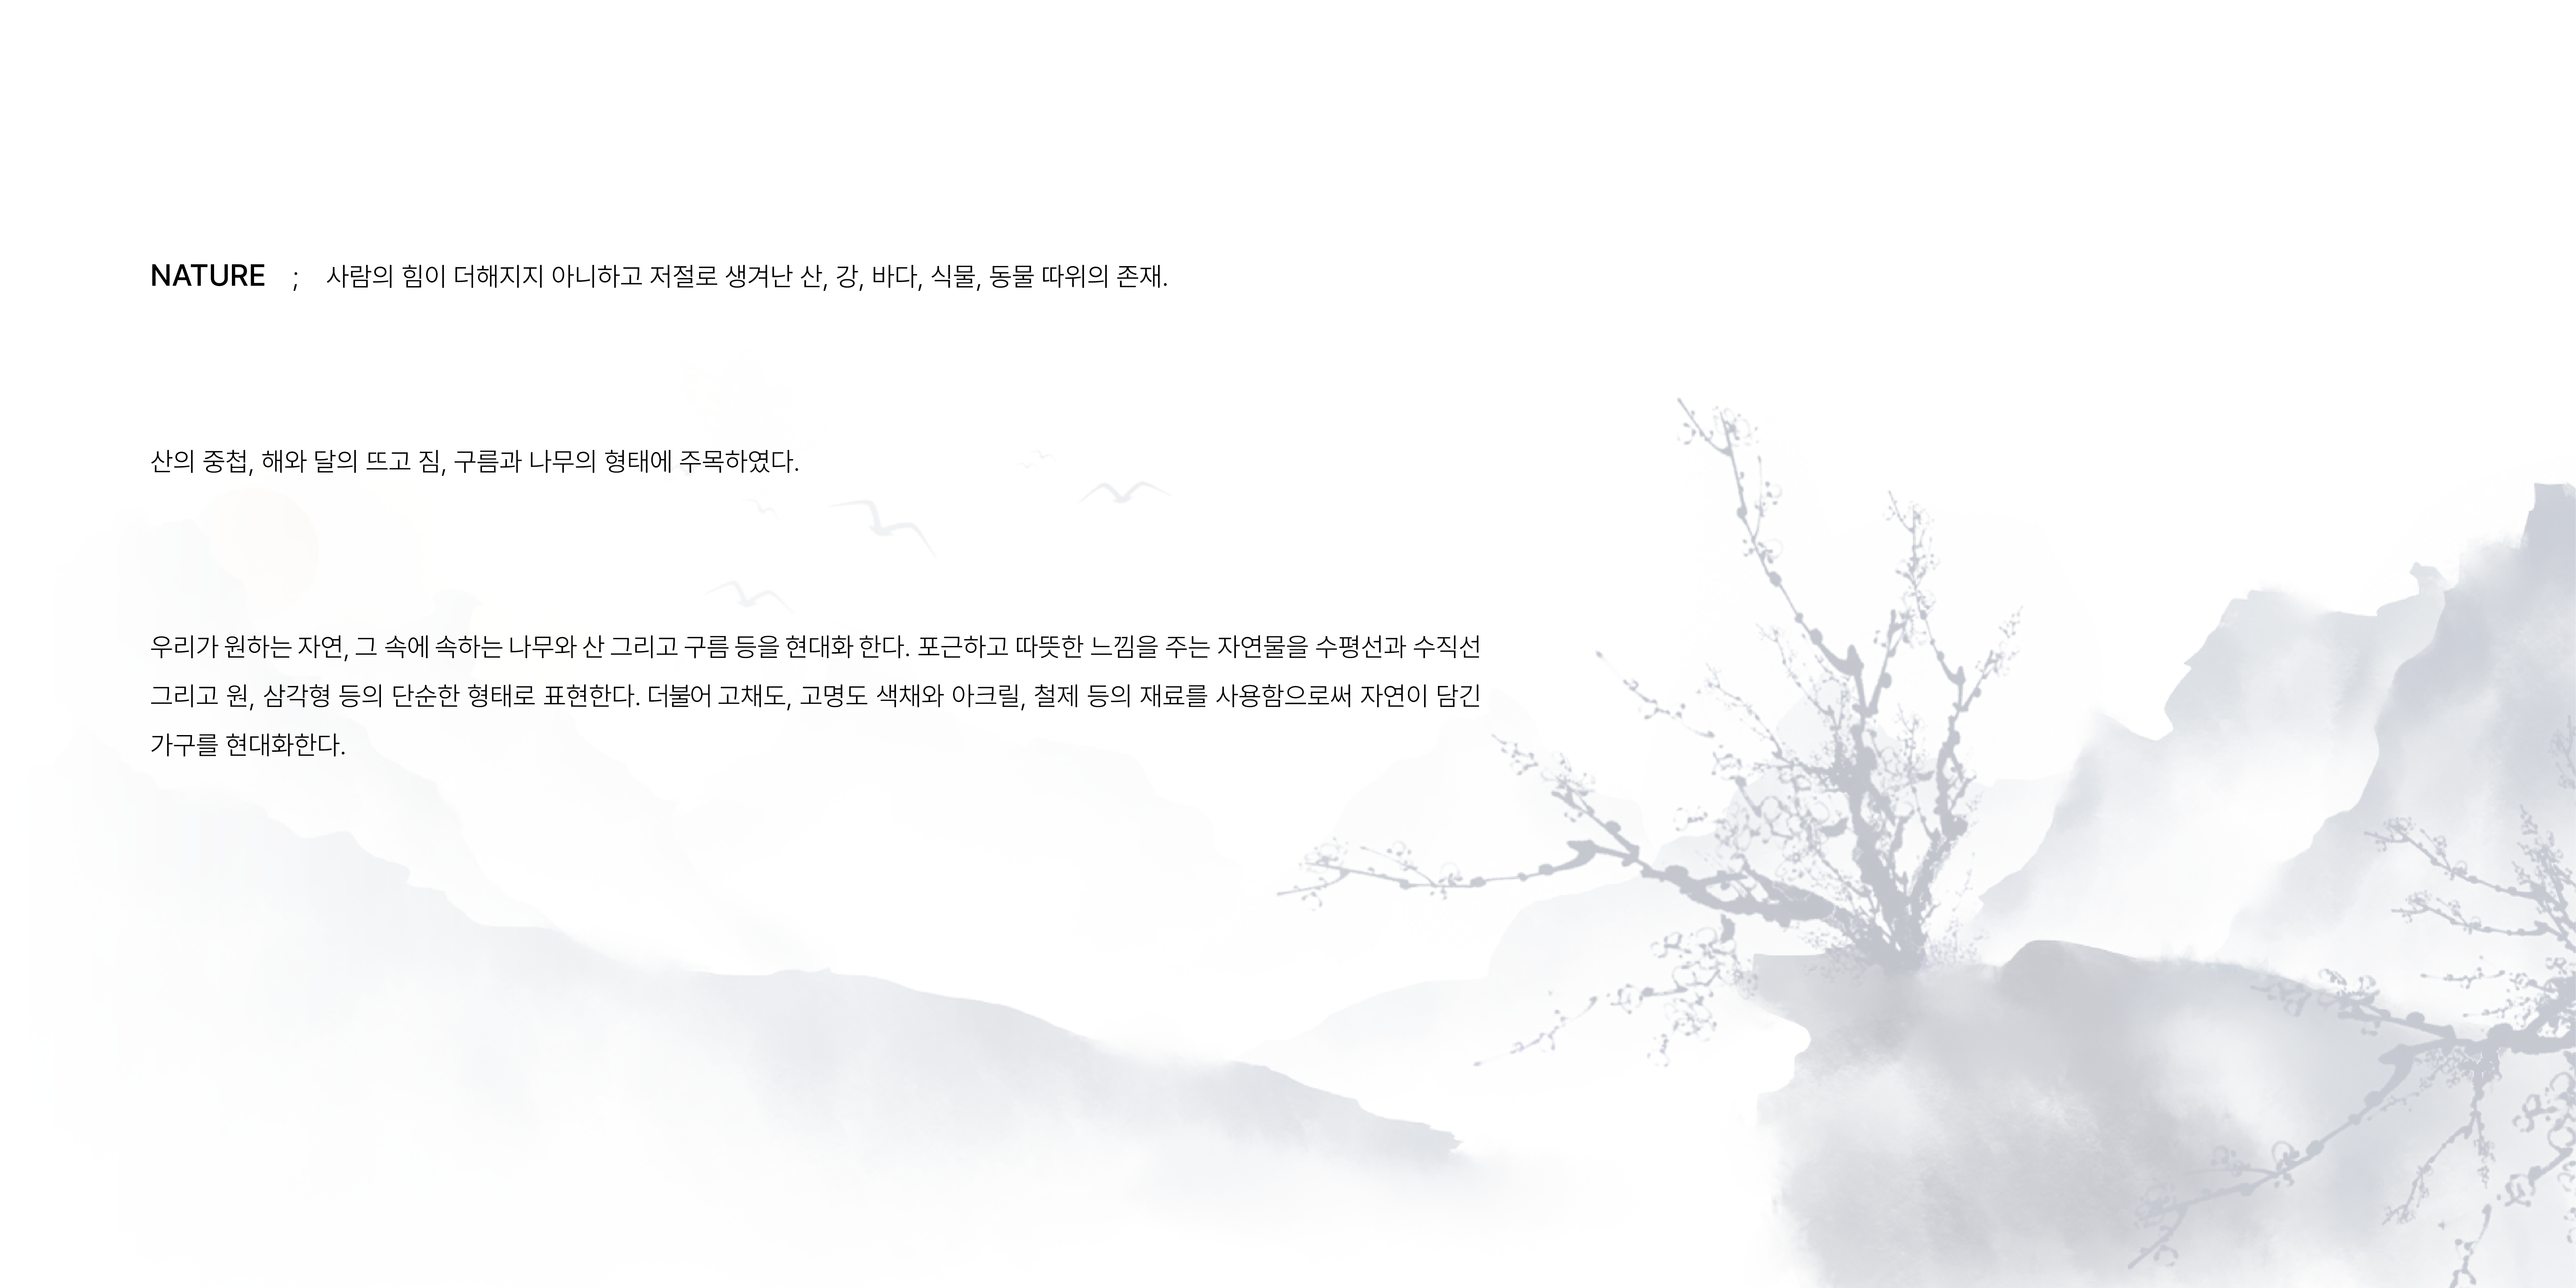 NATURE ; 사람의 힘이 더해지지 아니하고 저절로 생겨난 산, 강, 바다, 식물, 동물 따위의 존재.
산의 중첩, 해와 달의 뜨고 짐, 구름과 나무의 형태에 주목하였다.
우리가 원하는 자연, 그 속에 속하는 나무와 산 그리고 구름 등을 현대화 한다. 포근하고 따뜻한 느낌을 주는 자연물을 수평선과 수직선
그리고 원, 삼각형 등의 단순한 형태로 표현한다. 더불어 고채도, 고명도 색채와 아크릴, 철제 등의 재료를 사용함으로써 자연이 담긴
가구를 현대화한다.